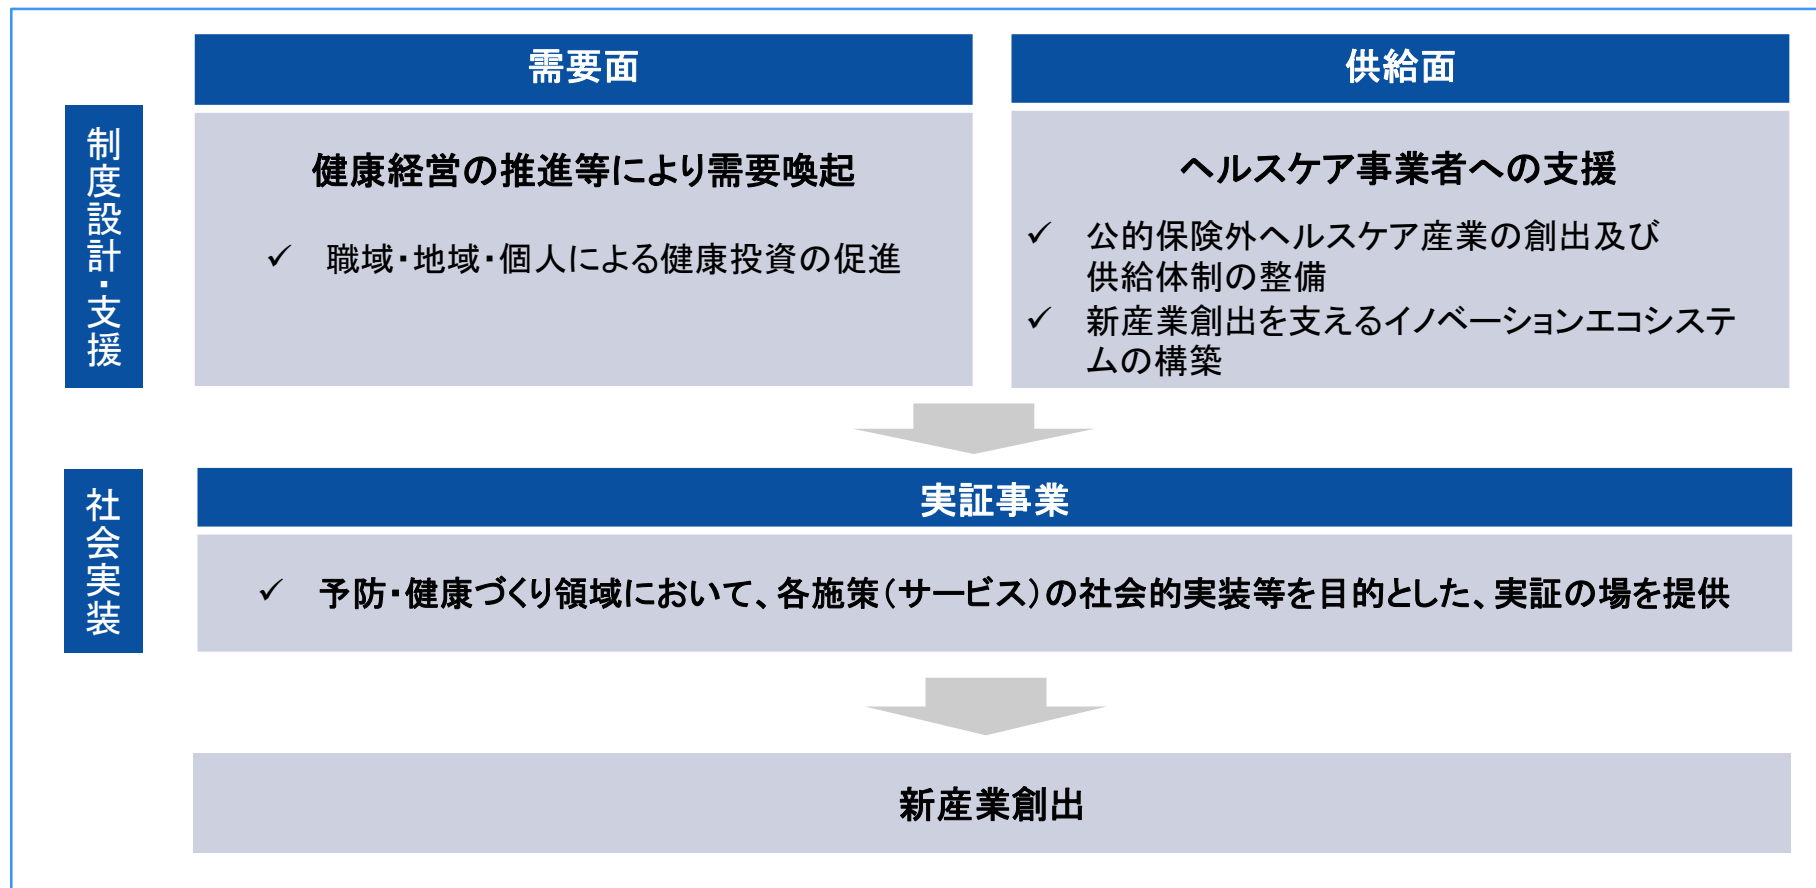 需要面
供給面
制度設計・支援
健康経営の推進等により需要喚起
✓ 職域・地域・個人による健康投資の促進
ヘルスケア事業者への支援
✓ 公的保険外ヘルスケア産業の創出及び
供給体制の整備
✓ 新産業創出を支えるイノベーションエコシステ
ムの構築
社会実装
実証事業
✓ 予防・健康づくり領域において、各施策（サービス）の社会的実装等を目的とした、実証の場を提供
新産業創出